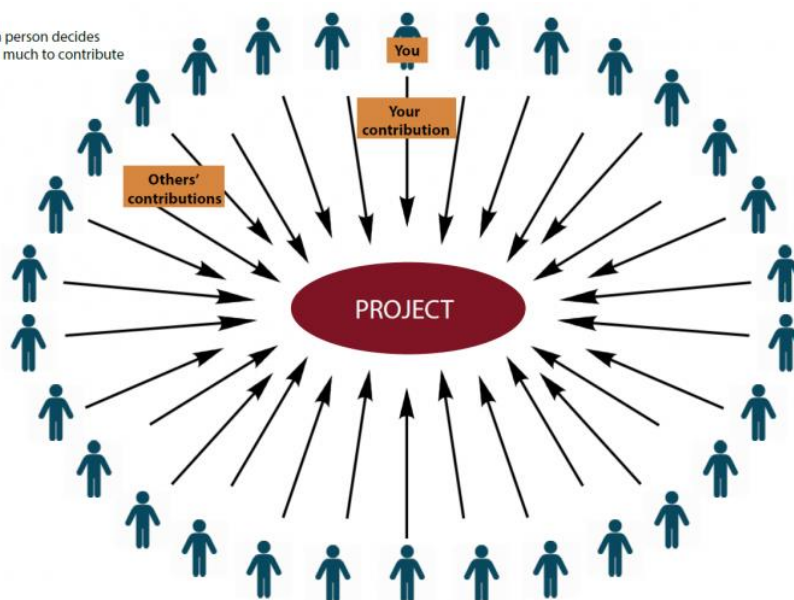 person decides
much to contribute
You
Your
contribution
Others'
contributions
PROJECT